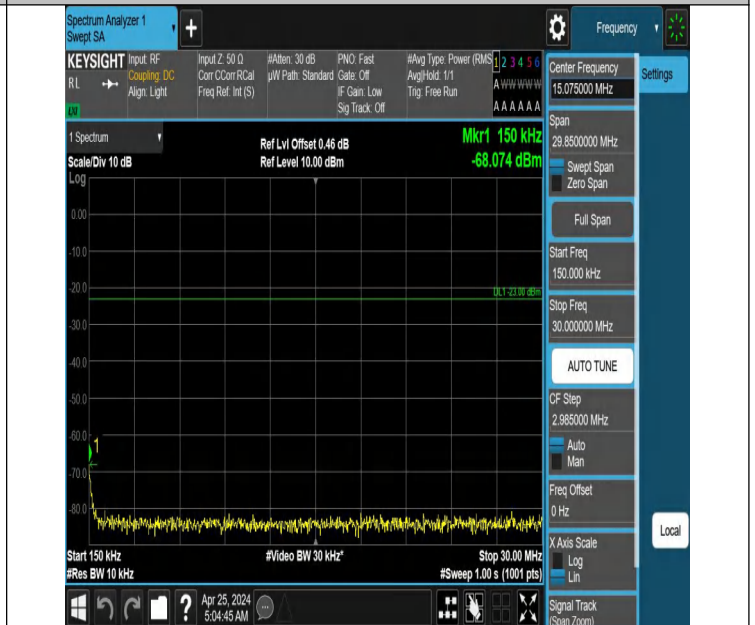 Spectrum Analyzer 1
Swept SA
+
Frequency
KEYSIGHT
RL
Input: RF
Coupling: DC
Align: Light
Input Z: 50 Ω
Corr CCorr RCal
Freq Ref: Int (S)
#Atten: 30 dB
µW Path: Standard
PNO: Fast
Gate: Off
IF Gain: Low
Sig Track: Off
#Avg Type: Power (RMS
Avg|Hold: 1/1
Trig: Free Run
1 2 3 4 5 6
A W W W W W
A A A A A A
1 Spectrum
Scale/Div 10 dB
Log
Ref Lvl Offset 0.46 dB
Ref Level 10.00 dBm
Mkr1 150 kHz
-68.074 dBm
0.00
-10.0
-20.0
-30.0
-40.0
-50.0
-60.0
-70.0
-80.0
DL1 -23.00 dBm
1
Start 150 kHz
#Res BW 10 kHz
#Video BW 30 kHz*
Stop 30.00 MHz
#Sweep 1.00 s (1001 pts)
Center Frequency
15.075000 MHz
Span
29.8500000 MHz
Swept Span
Zero Span
Full Span
Start Freq
150.000 kHz
Stop Freq
30.000000 MHz
AUTO TUNE
CF Step
2.985000 MHz
Auto
Man
Freq Offset
0 Hz
X Axis Scale
Log
Lin
Signal Track
(Span Zoom)
Settings
Local
?
Apr 25, 2024
5:04:45 AM